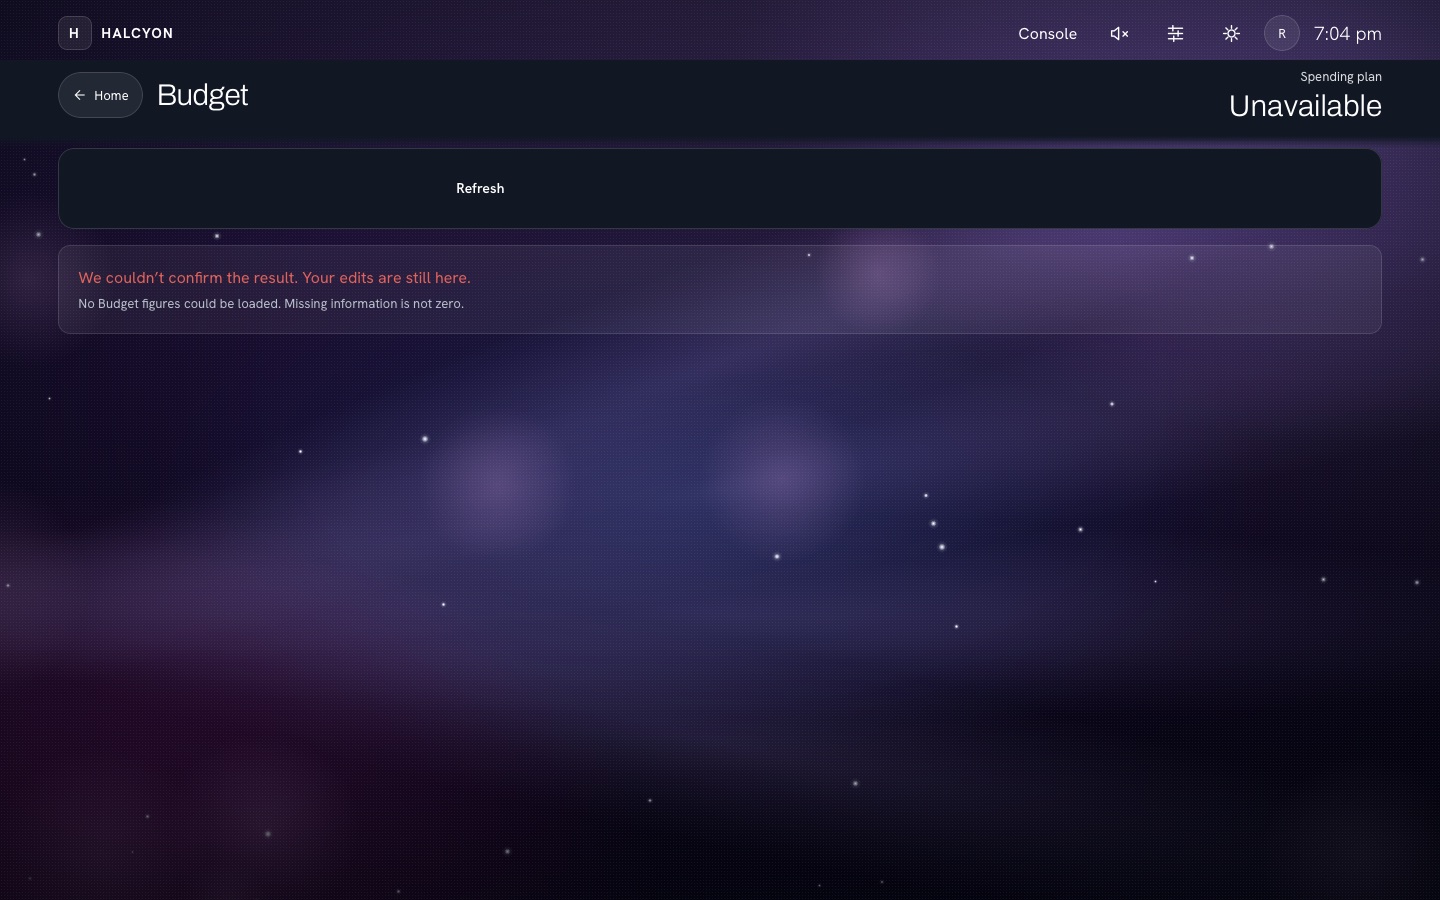 H HALCYON Console R 7:04 pm
Home Budget
Spending plan
Unavailable
Refresh
We couldn’t confirm the result. Your edits are still here.
No Budget figures could be loaded. Missing information is not zero.